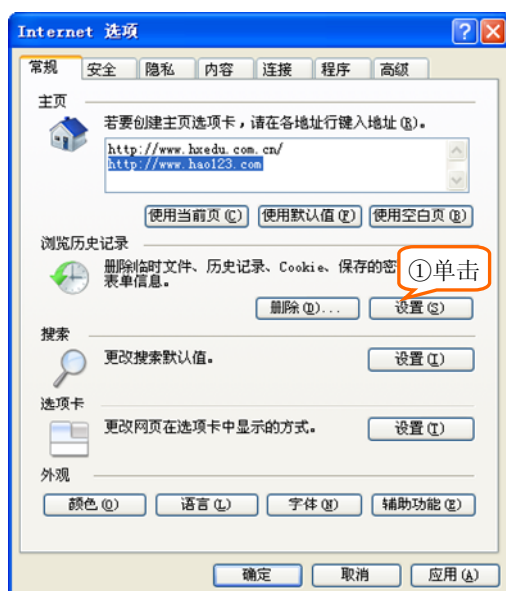 Internet 选项
常规 安全 隐私 内容 连接 程序 高级
主页
若要创建主页选项卡，请在各地址行键入地址(R)。
http://www.hxedu.com.cn/
http://www.hao123.com
使用当前页(C) 使用默认值(F) 使用空白页(B)
浏览历史记录
删除临时文件、历史记录、Cookie、保存的密
表单信息。
①单击
删除(D)... 设置(S)
搜索
更改搜索默认值。 设置(I)
选项卡
更改网页在选项卡中显示的方式。 设置(T)
外观
颜色(O) 语言(L) 字体(N) 辅助功能(E)
确定 取消 应用(A)